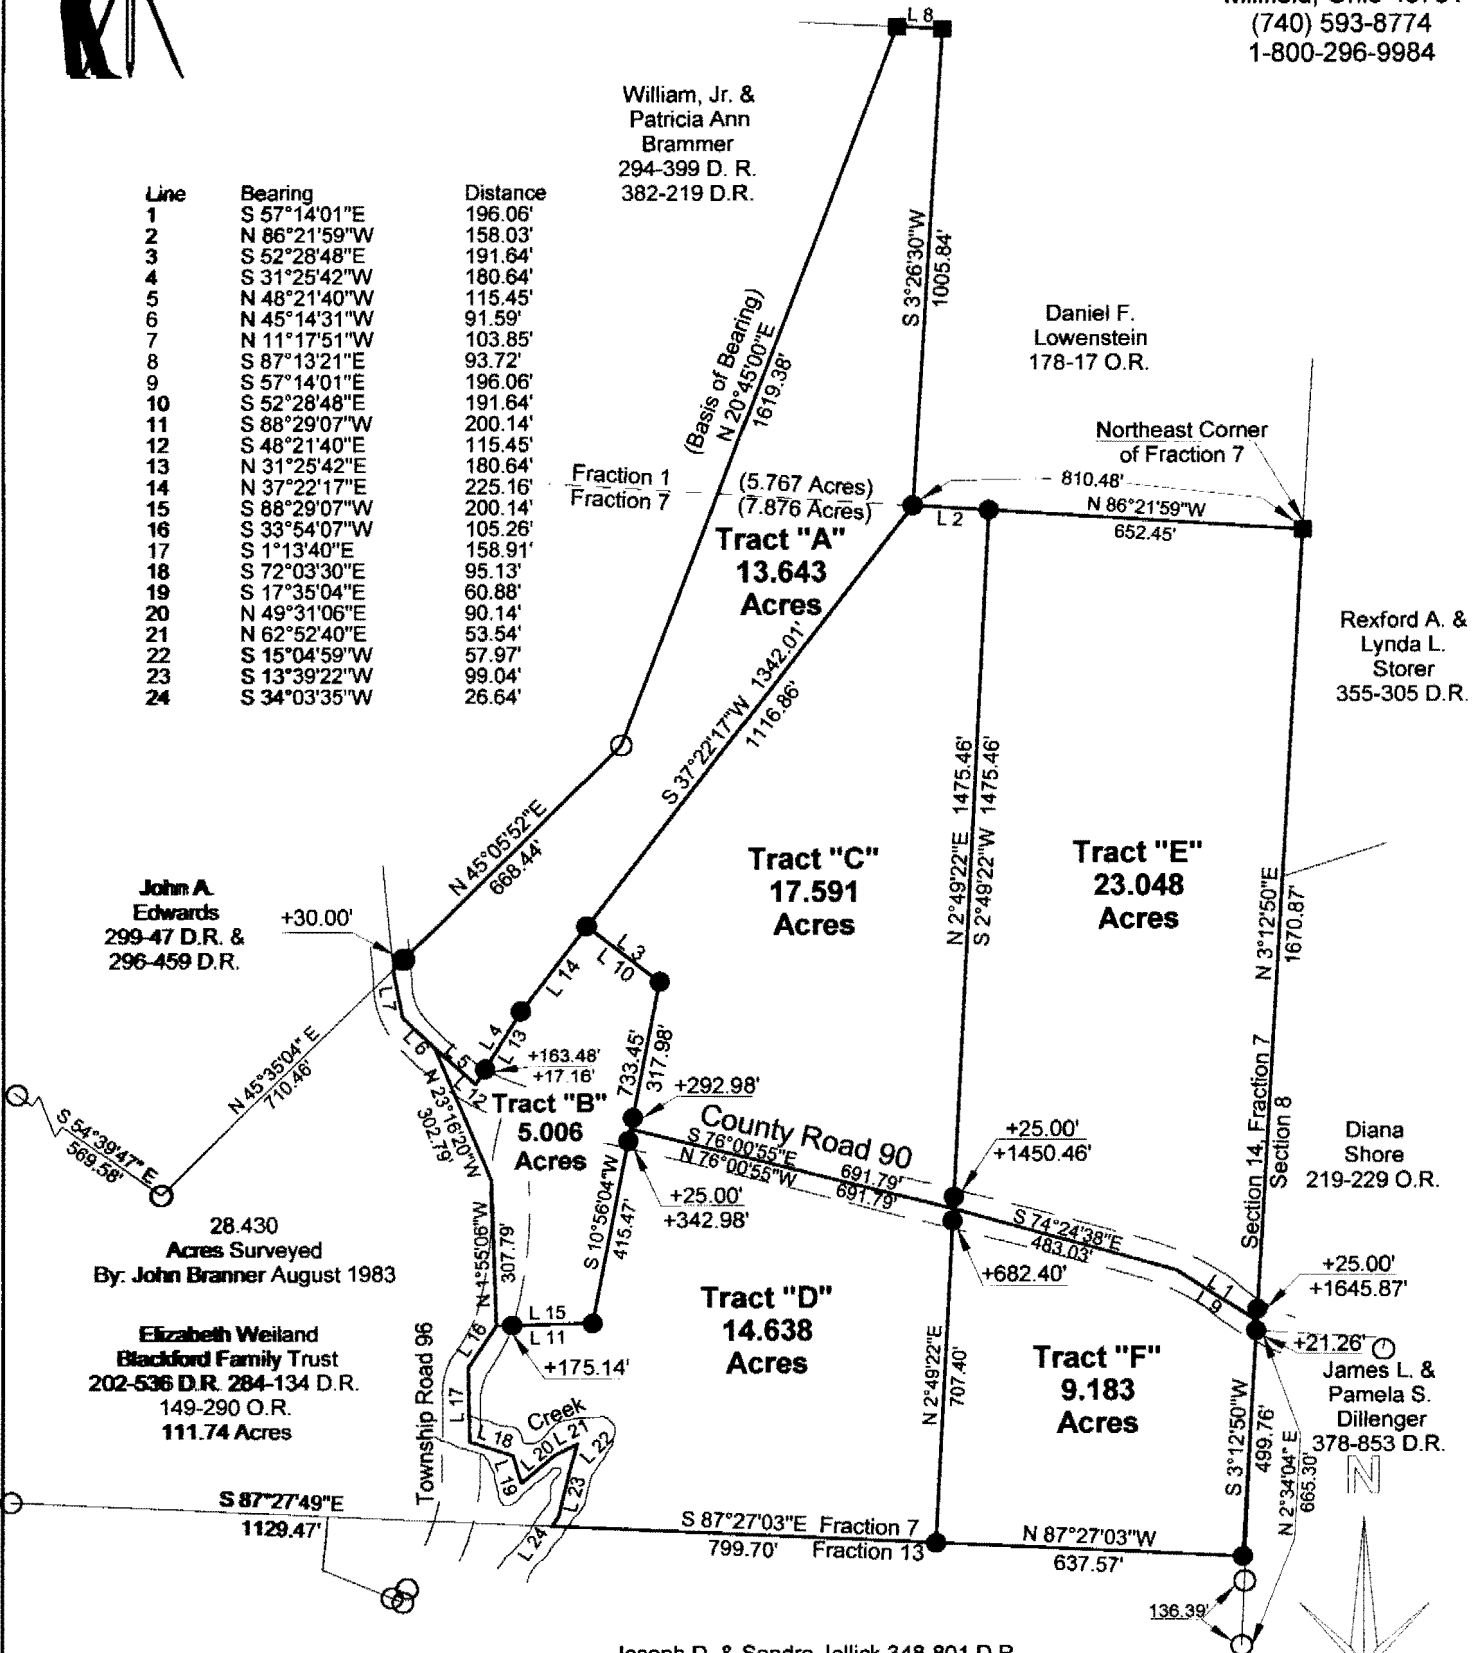 Millfield, Ohio
(740) 593-8774
1-800-296-9984
L 8
William, Jr. &
Patricia Ann
Brammer
294-399 D. R.
382-219 D.R.
Line Bearing Distance
1 S 57°14'01"E 196.06'
2 N 86°21'59"W 158.03'
3 S 52°28'48"E 191.64'
4 S 31°25'42"W 180.64'
5 N 48°21'40"W 115.45'
6 N 45°14'31"W 91.59'
7 N 11°17'51"W 103.85'
8 S 87°13'21"E 93.72'
9 S 57°14'01"E 196.06'
10 S 52°28'48"E 191.64'
11 S 88°29'07"W 200.14'
12 S 48°21'40"E 115.45'
13 N 31°25'42"E 180.64'
14 N 37°22'17"E 225.16'
15 S 88°29'07"W 200.14'
16 S 33°54'07"W 105.26'
17 S 1°13'40"E 158.91'
18 S 72°03'30"E 95.13'
19 S 17°35'04"E 60.88'
20 N 49°31'06"E 90.14'
21 N 62°52'40"E 53.54'
22 S 15°04'59"W 57.97'
23 S 13°39'22"W 99.04'
24 S 34°03'35"W 26.64'
(Basis of Bearing)
N 20°45'00"E
1619.38'
S 3°26'30"W
1005.84'
Daniel F.
Lowenstein
178-17 O.R.
Northeast Corner
of Fraction 7
810.48'
Fraction 1
Fraction 7
(5.767 Acres)
(7.876 Acres)
L 2
N 86°21'59"W
652.45'
Tract "A"
13.643
Acres
Rexford A. &
Lynda L.
Storer
355-305 D.R.
S 37°22'17"W 1342.01'
1116.86'
N 2°49'22"E 1475.46'
S 2°49'22"W 1475.46'
N 45°05'52"E
668.44'
Tract "C"
17.591
Acres
Tract "E"
23.048
Acres
N 3°12'50"E
1670.87'
John A.
Edwards
299-47 D.R. &
296-459 D.R.
+30.00'
L 3
L 10
L 14
L 7
L 6
L 5
L 12
L 4
L 13
+163.48'
+17.16'
733.45'
317.98'
+292.98'
N 45°35'04" E
710.46'
S 54°39'47" E
569.58'
N 23°16'20"W
302.79'
Tract "B"
5.006
Acres
County Road 90
S 76°00'55"E 691.79'
N 76°00'55"W 691.79'
+25.00'
+1450.46'
Section 14, Fraction 7
Section 8
Diana
Shore
219-229 O.R.
+25.00'
+342.98'
S 10°56'04"W
415.47'
S 74°24'38"E
483.03'
L 1
L 9
+25.00'
+1645.87'
28.430
Acres Surveyed
By: John Branner August 1983
N 4°55'06"W
307.79'
+682.40'
Tract "D"
14.638
Acres
L 15
L 11
+175.14'
+21.26'
Elizabeth Weiland
Blackford Family Trust
202-536 D.R. 284-134 D.R.
149-290 O.R.
111.74 Acres
Township Road 96
L 16
L 17
L 18
L 19
L 20
L 21
L 22
L 23
L 24
Creek
N 2°49'22"E
707.40'
Tract "F"
9.183
Acres
James L. &
Pamela S.
Dillenger
378-853 D.R.
S 3°12'50"W
499.76'
N 2°34'04" E
665.30'
N
S 87°27'49"E
1129.47'
S 87°27'03"E Fraction 7
799.70' Fraction 13
N 87°27'03"W
637.57'
136.39'
348-801 D.R.